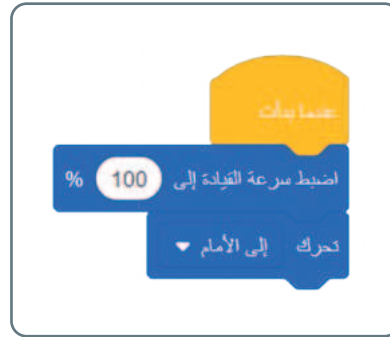 عندما بدأت
اضبط سرعة القيادة إلى 100 %
تحرك إلى الأمام